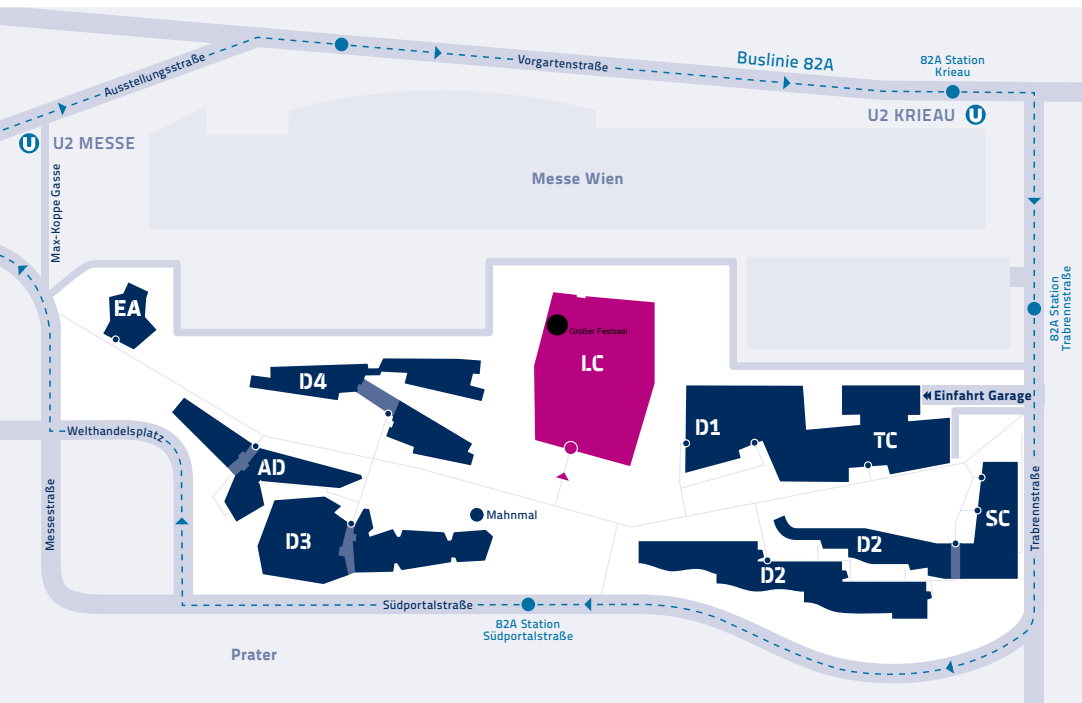 Ausstellungsstraße
Vorgartenstraße
Buslinie 82A
82A Station
Krieau
U2 KRIEAU U
U U2 MESSE
Max-Koppe Gasse
Messe Wien
EA
82A Station
Trabrennstraße
Großer Festsaal
LC
D4
Einfahrt Garage
D1
TC
Welthandelsplatz
AD
Messestraße
Mahnmal
D3
SC
Trabrennstraße
D2
D2
Südportalstraße
82A Station
Südportalstraße
Prater